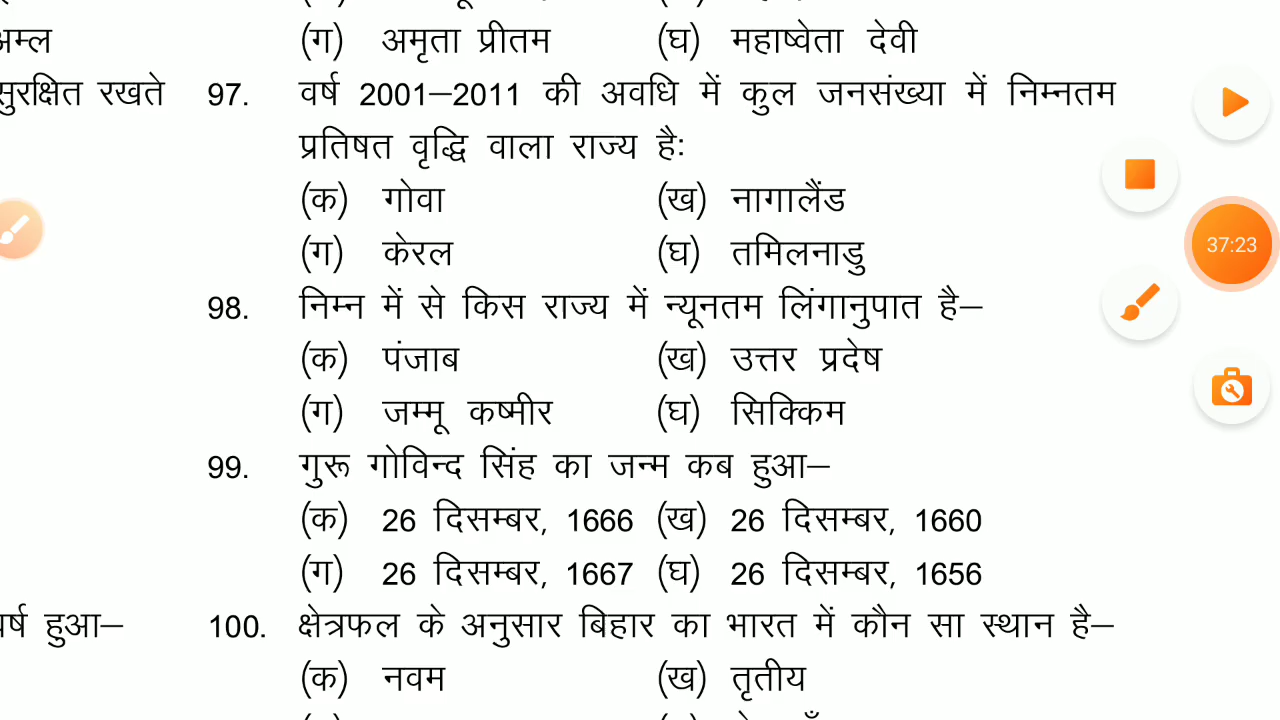 अम्ल (ग) अमृता प्रीतम (घ) महाष्वेता देवी
सुरक्षित रखते 97. वर्ष 2001–2011 की अवधि में कुल जनसंख्या में निम्नतम
प्रतिषत वृद्धि वाला राज्य हैः
(क) गोवा (ख) नागालैंड
(ग) केरल (घ) तमिलनाडु
37:23
98. निम्न में से किस राज्य में न्यूनतम लिंगानुपात है–
(क) पंजाब (ख) उत्तर प्रदेष
(ग) जम्मू कष्मीर (घ) सिक्किम
99. गुरू गोविन्द सिंह का जन्म कब हुआ–
(क) 26 दिसम्बर, 1666 (ख) 26 दिसम्बर, 1660
(ग) 26 दिसम्बर, 1667 (घ) 26 दिसम्बर, 1656
वर्ष हुआ– 100. क्षेत्रफल के अनुसार बिहार का भारत में कौन सा स्थान है–
(क) नवम (ख) तृतीय